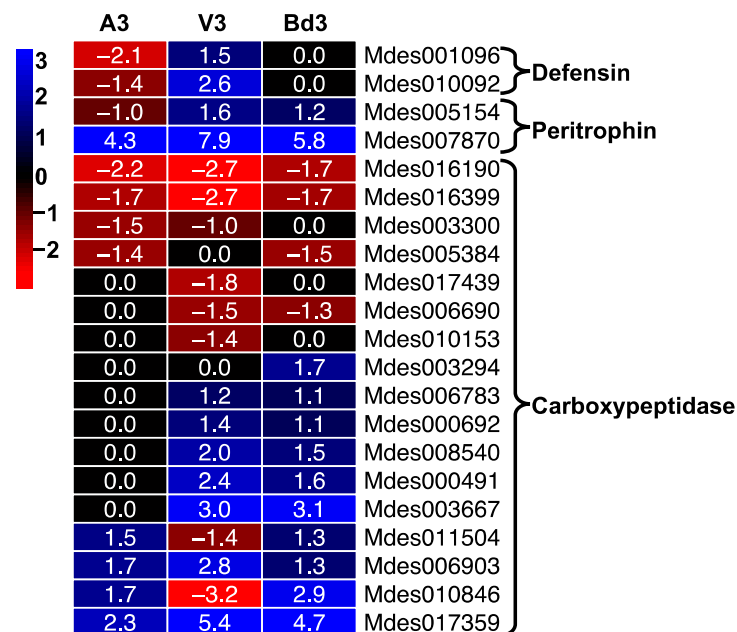 A3 V3 Bd3
3
2
1
0
−1
−2
−2.1 1.5 0.0 Mdes001096
−1.4 2.6 0.0 Mdes010092
Defensin
−1.0 1.6 1.2 Mdes005154
4.3 7.9 5.8 Mdes007870
Peritrophin
−2.2 −2.7 −1.7 Mdes016190
−1.7 −2.7 −1.7 Mdes016399
−1.5 −1.0 0.0 Mdes003300
−1.4 0.0 −1.5 Mdes005384
0.0 −1.8 0.0 Mdes017439
0.0 −1.5 −1.3 Mdes006690
0.0 −1.4 0.0 Mdes010153
0.0 0.0 1.7 Mdes003294
0.0 1.2 1.1 Mdes006783
0.0 1.4 1.1 Mdes000692
0.0 2.0 1.5 Mdes008540
0.0 2.4 1.6 Mdes000491
0.0 3.0 3.1 Mdes003667
1.5 −1.4 1.3 Mdes011504
1.7 2.8 1.3 Mdes006903
1.7 −3.2 2.9 Mdes010846
2.3 5.4 4.7 Mdes017359
Carboxypeptidase